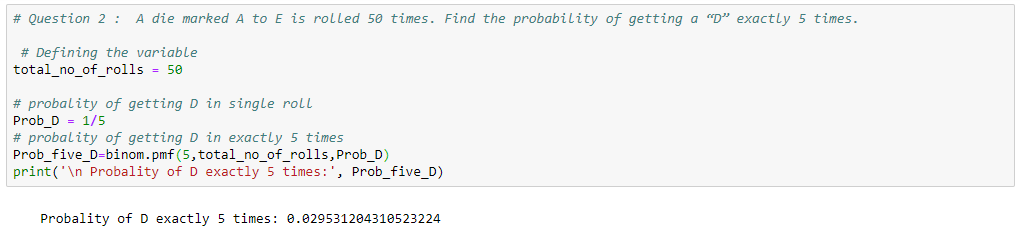 # Question 2 :  A die marked A to E is rolled 50 times. Find the probability of getting a “D” exactly 5 times.
# Defining the variable
total_no_of_rolls = 50
# probality of getting D in single roll
Prob_D = 1/5
# probality of getting D in exactly 5 times
Prob_five_D=binom.pmf(5,total_no_of_rolls,Prob_D)
print('\n Probality of D exactly 5 times:', Prob_five_D)
Probality of D exactly 5 times: 0.029531204310523224